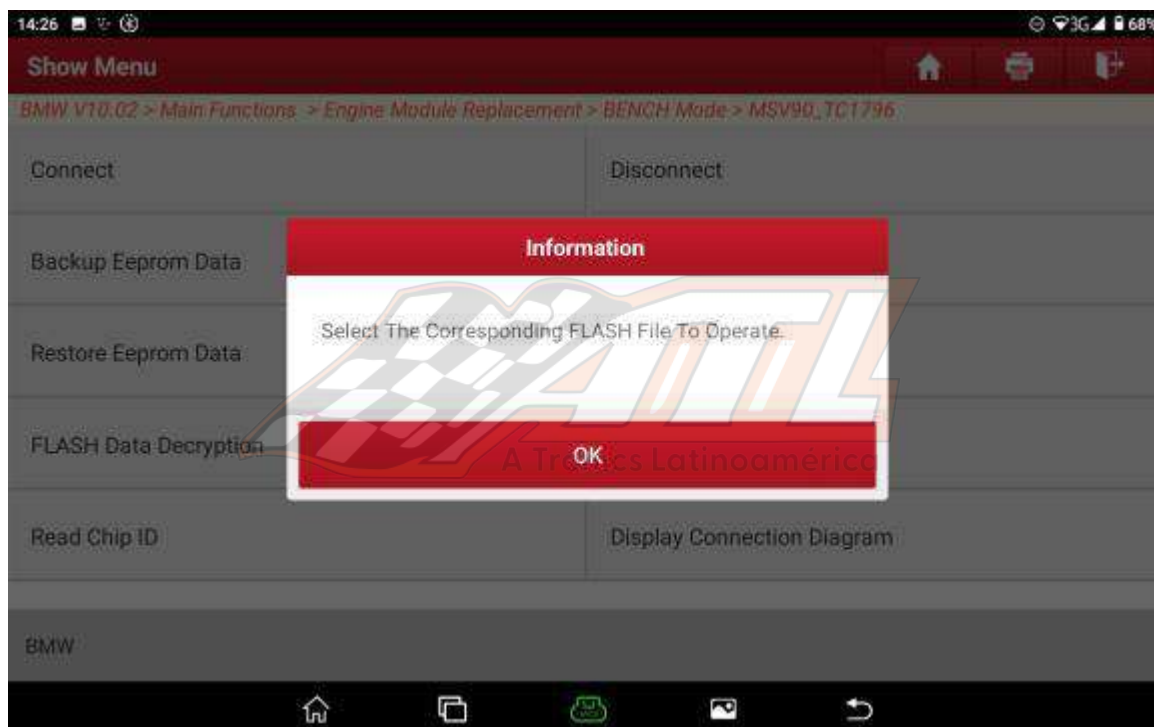 14:26 3G 68%
Show Menu
BMW V10.02 > Main Functions > Engine Module Replacement > BENCH Mode > MSV90_TC1796
Connect
Disconnect
Information
Backup Eeprom Data
Select The Corresponding FLASH File To Operate.
Restore Eeprom Data
ATL
FLASH Data Decryption
OK
A Tronics Latinoamérica
Read Chip ID
Display Connection Diagram
BMW